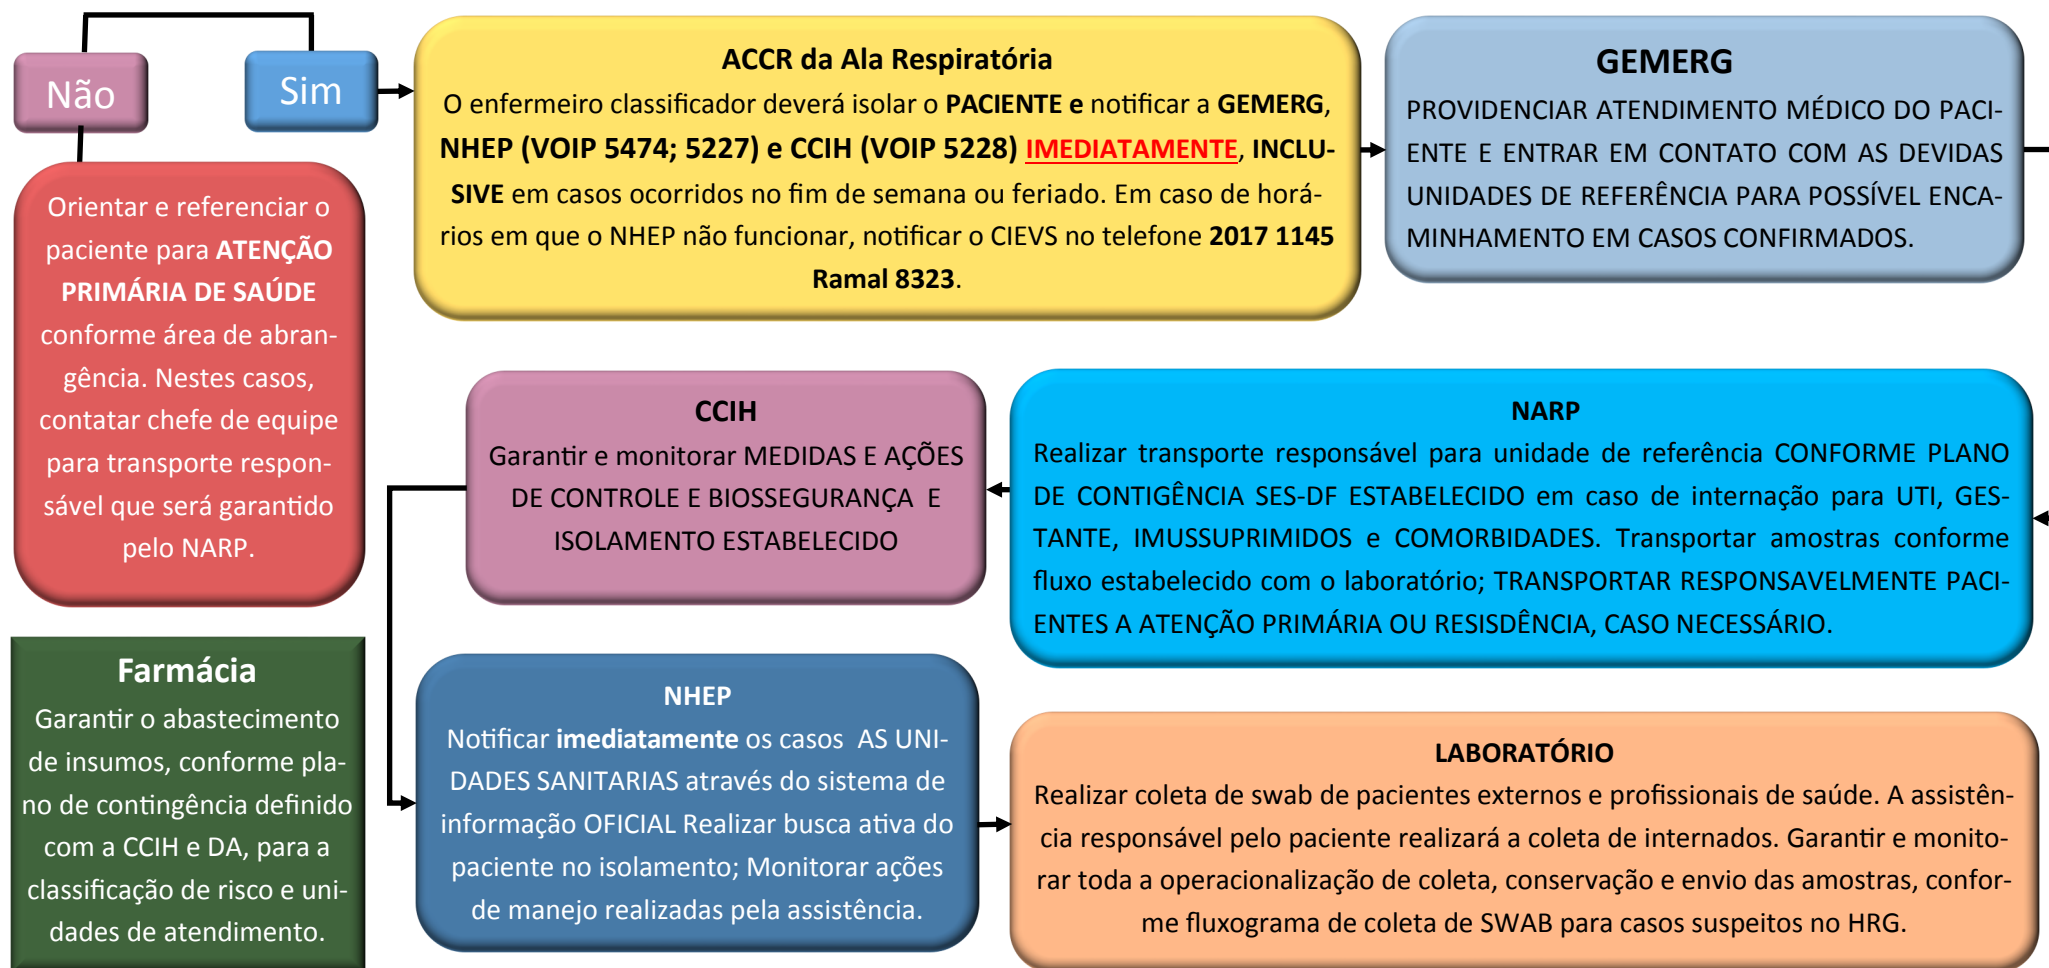 Não
Sim
ACCR da Ala Respiratória
O enfermeiro classificador deverá isolar o PACIENTE e notificar a GEMERG,
NHEP (VOIP 5474; 5227) e CCIH (VOIP 5228) IMEDIATAMENTE, INCLU-
SIVE em casos ocorridos no fim de semana ou feriado. Em caso de horá-
rios em que o NHEP não funcionar, notificar o CIEVS no telefone 2017 1145
Ramal 8323.
GEMERG
PROVIDENCIAR ATENDIMENTO MÉDICO DO PACI-
ENTE E ENTRAR EM CONTATO COM AS DEVIDAS
UNIDADES DE REFERÊNCIA PARA POSSÍVEL ENCA-
MINHAMENTO EM CASOS CONFIRMADOS.
Orientar e referenciar o
paciente para ATENÇÃO
PRIMÁRIA DE SAÚDE
conforme área de abran-
gência. Nestes casos,
contatar chefe de equipe
para transporte respon-
sável que será garantido
pelo NARP.
CCIH
Garantir e monitorar MEDIDAS E AÇÕES
DE CONTROLE E BIOSSEGURANÇA E
ISOLAMENTO ESTABELECIDO
NARP
Realizar transporte responsável para unidade de referência CONFORME PLANO
DE CONTIGÊNCIA SES-DF ESTABELECIDO em caso de internação para UTI, GES-
TANTE, IMUSSUPRIMIDOS e COMORBIDADES. Transportar amostras conforme
fluxo estabelecido com o laboratório; TRANSPORTAR RESPONSAVELMENTE PACI-
ENTES A ATENÇÃO PRIMÁRIA OU RESISDÊNCIA, CASO NECESSÁRIO.
Farmácia
Garantir o abastecimento
de insumos, conforme pla-
no de contingência definido
com a CCIH e DA, para a
classificação de risco e uni-
dades de atendimento.
NHEP
Notificar imediatamente os casos AS UNI-
DADES SANITARIAS através do sistema de
informação OFICIAL Realizar busca ativa do
paciente no isolamento; Monitorar ações
de manejo realizadas pela assistência.
LABORATÓRIO
Realizar coleta de swab de pacientes externos e profissionais de saúde. A assistên-
cia responsável pelo paciente realizará a coleta de internados. Garantir e monito-
rar toda a operacionalização de coleta, conservação e envio das amostras, confor-
me fluxograma de coleta de SWAB para casos suspeitos no HRG.